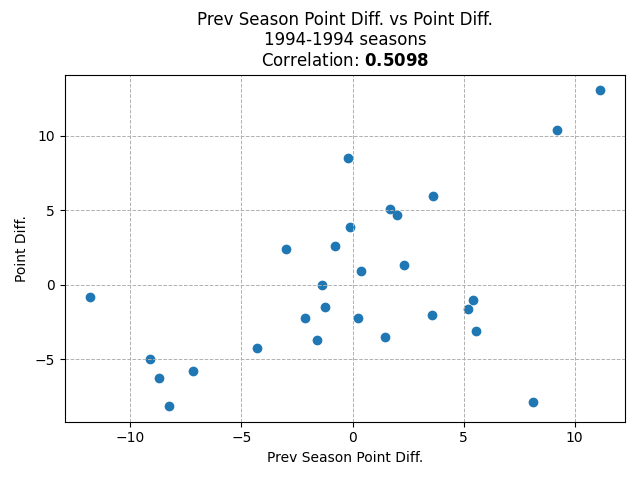 Prev Season Point Diff. vs Point Diff.
1994-1994 seasons
Correlation: 0.5098
10
5
0
−5
Point Diff.
−10
−5
0
5
10
Prev Season Point Diff.